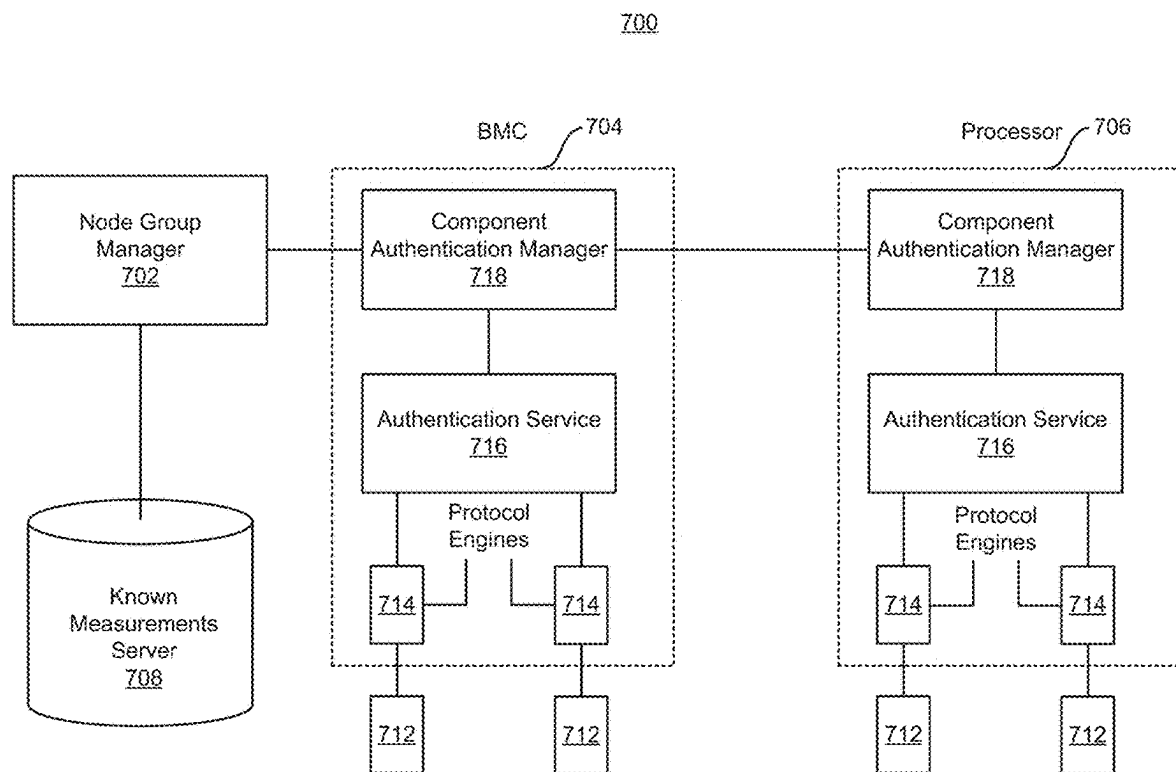 700
BMC
704
Processor
706
Node Group
Manager
702
Component
Authentication Manager
718
Component
Authentication Manager
718
Authentication Service
716
Authentication Service
716
Protocol
Engines
Protocol
Engines
714
714
714
714
Known
Measurements
Server
708
712
712
712
712